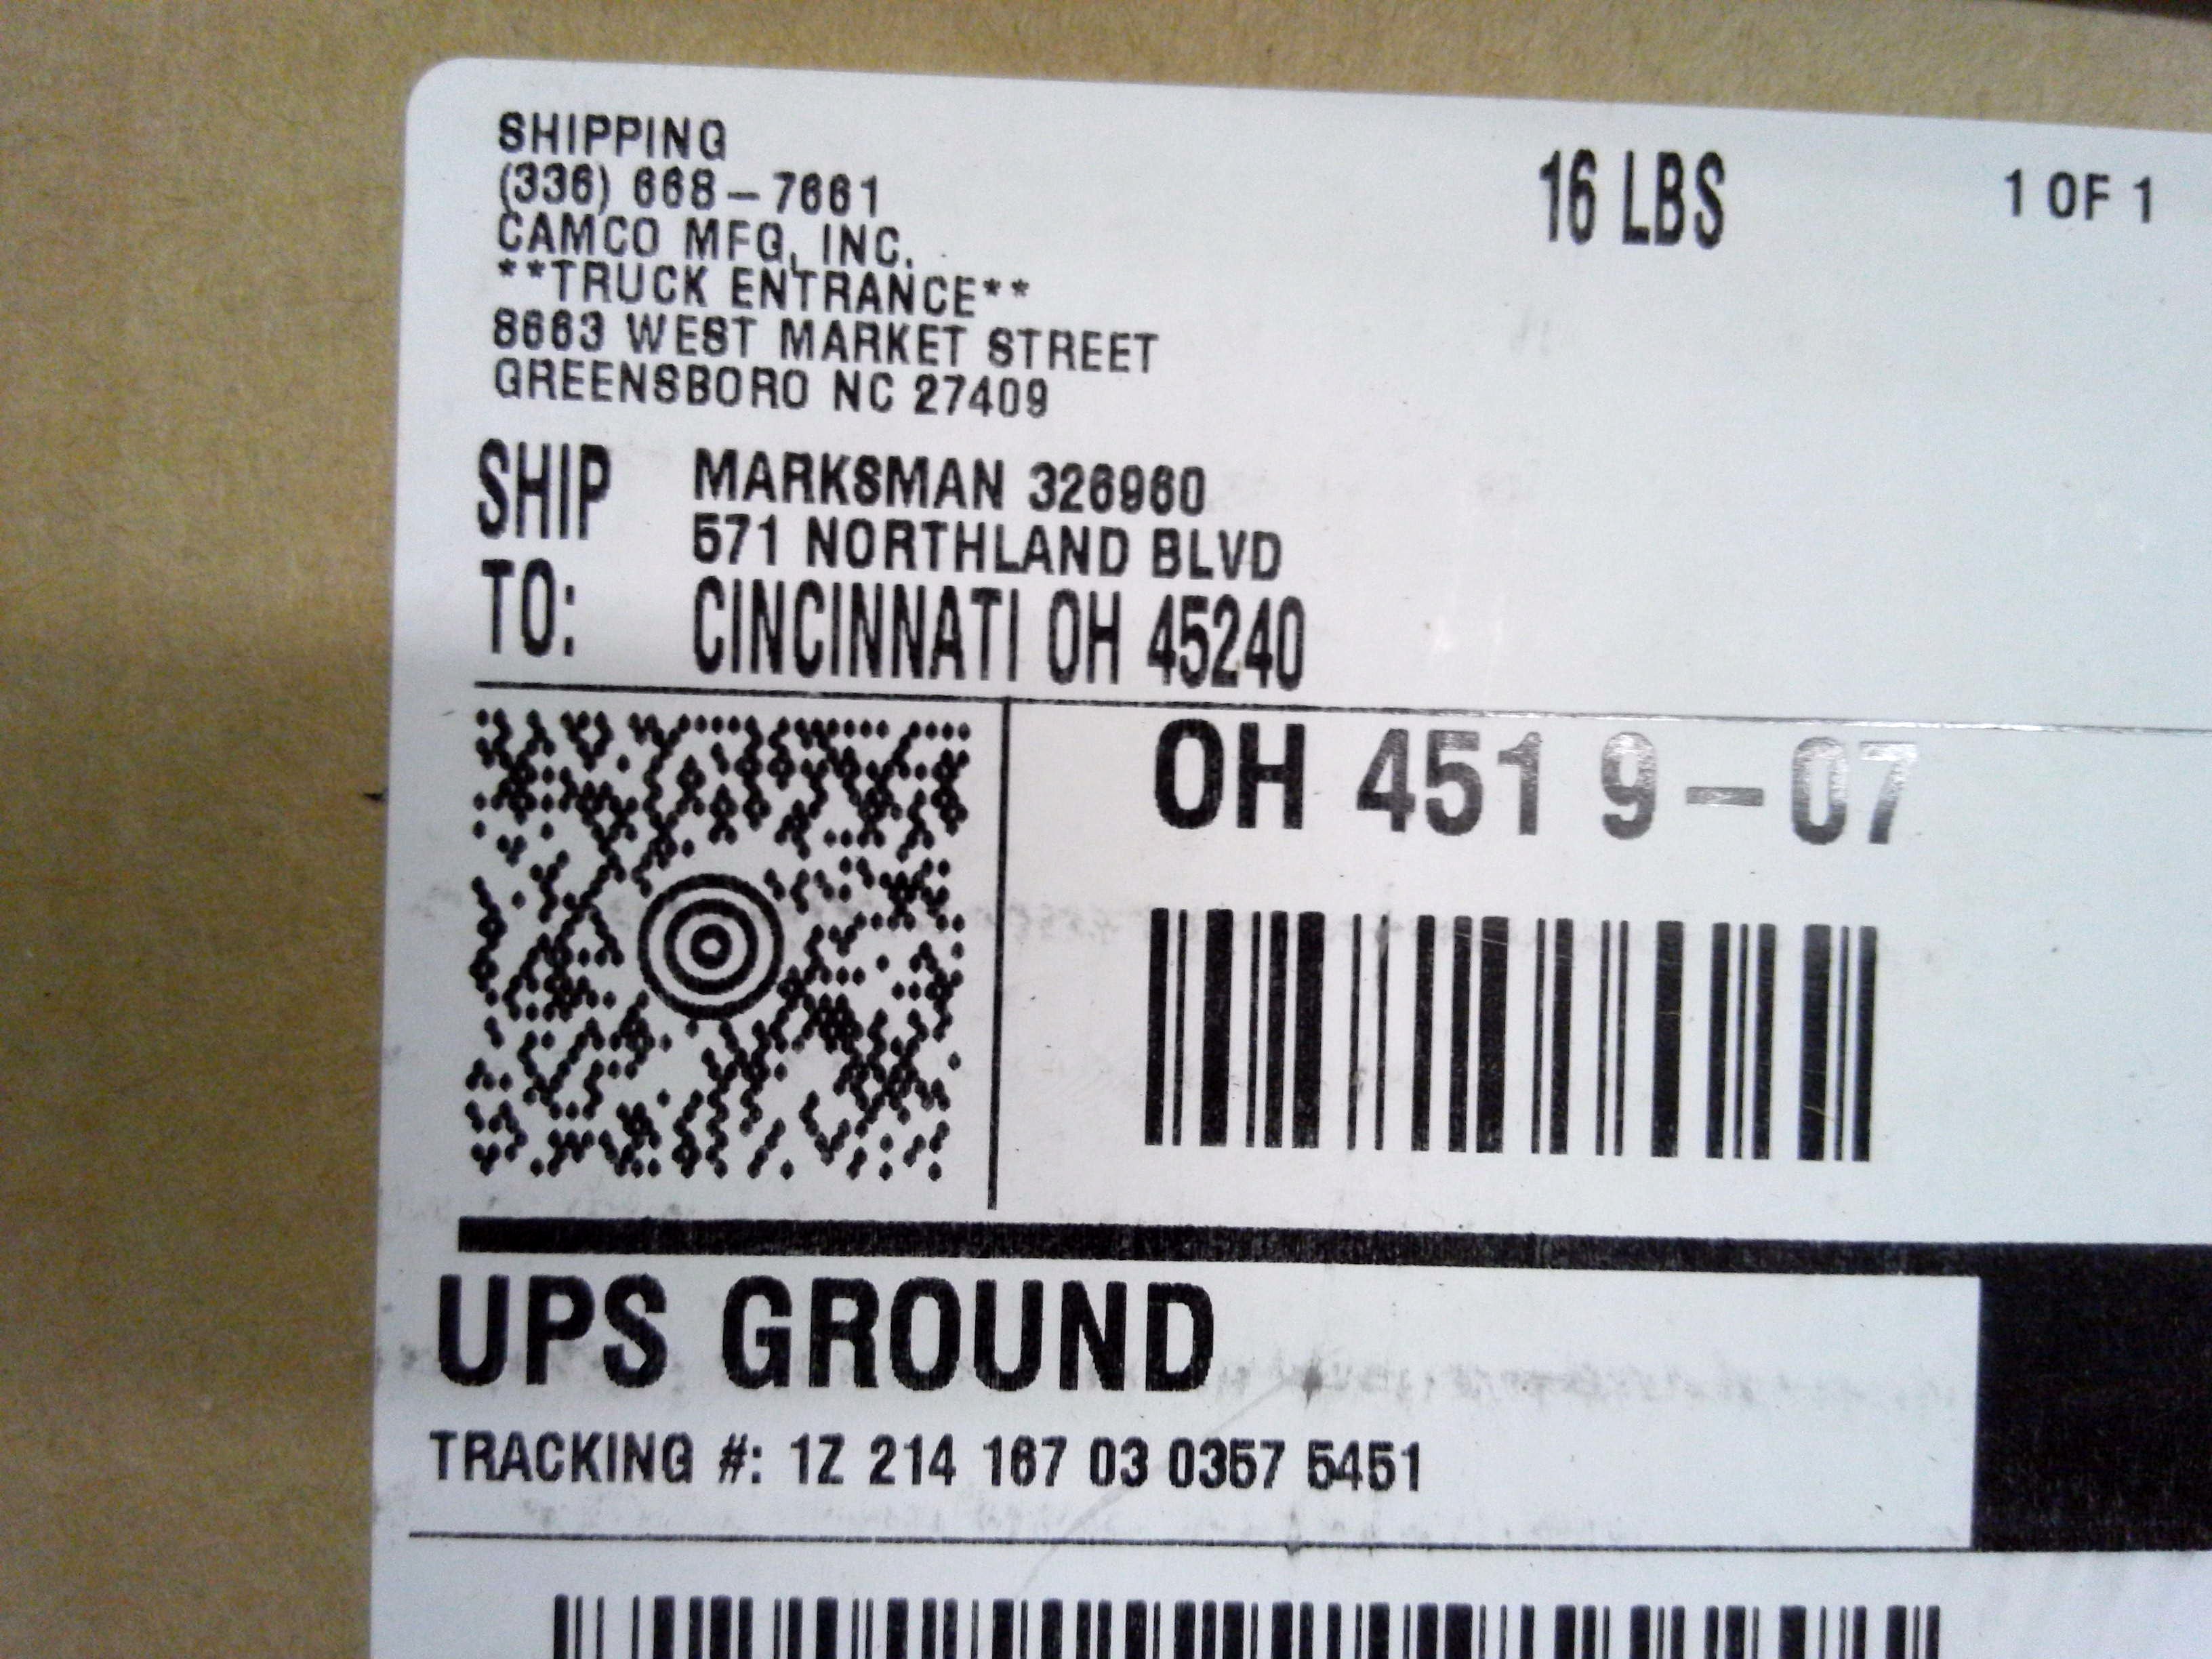 SHIPPING
(336) 668-7661
CAMCO MFG, INC.
**TRUCK ENTRANCE**
8663 WEST MARKET STREET
GREENSBORO NC 27409
16 LBS
1 OF 1
SHIP TO:
MARKSMAN 326960
571 NORTHLAND BLVD
CINCINNATI OH 45240
OH 451 9-07
UPS GROUND
TRACKING #: 1Z 214 167 03 0357 5451